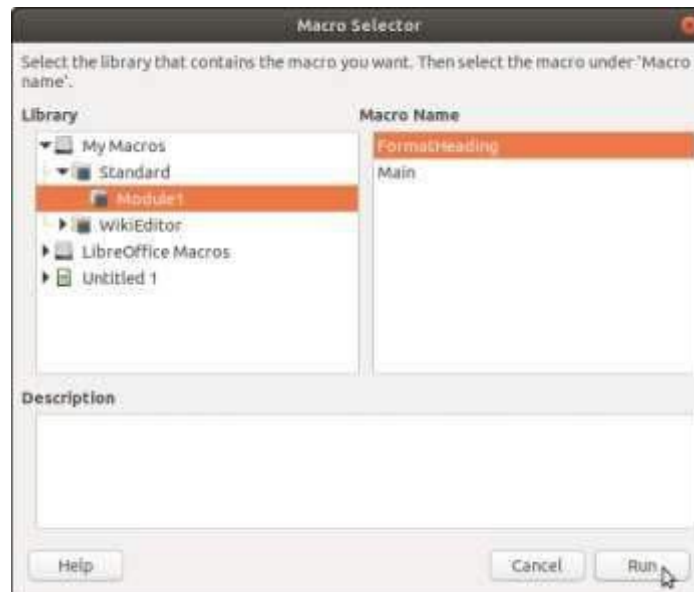 Macro Selector
Select the library that contains the macro you want. Then select the macro under 'Macro
name'.
Library
Macro Name
My Macros
Standard
Module1
WikiEditor
LibreOffice Macros
Untitled 1
FormatHeading
Main
Description
Help
Cancel
Run